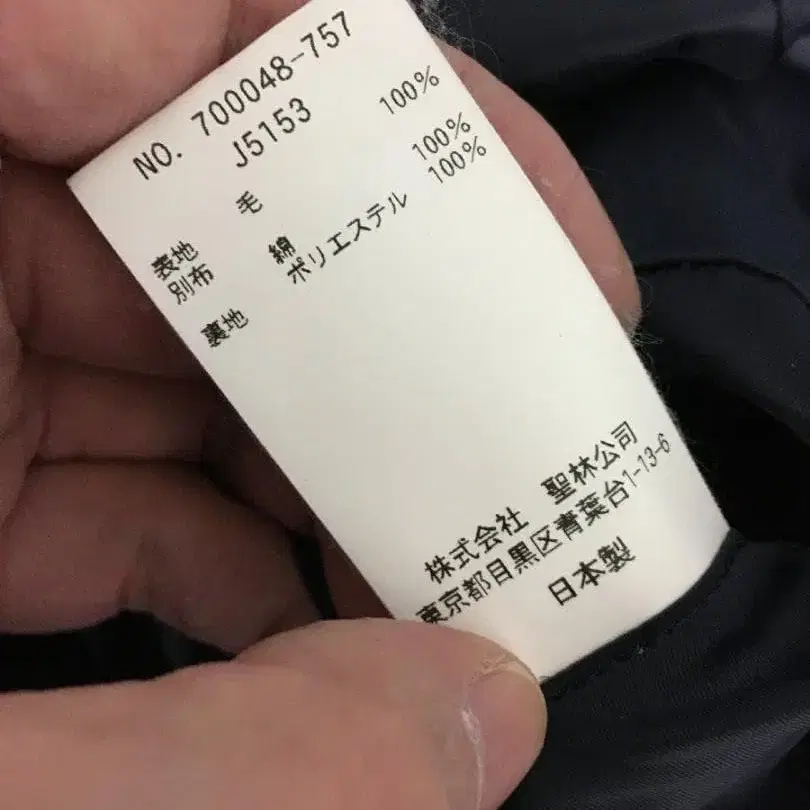 NO. 700048-757
J5153
表地 毛 100%
別布 綿 100%
裏地 ポリエステル 100%
株式会社 聖林公司
東京都目黒区青葉台1-13-6
日本製